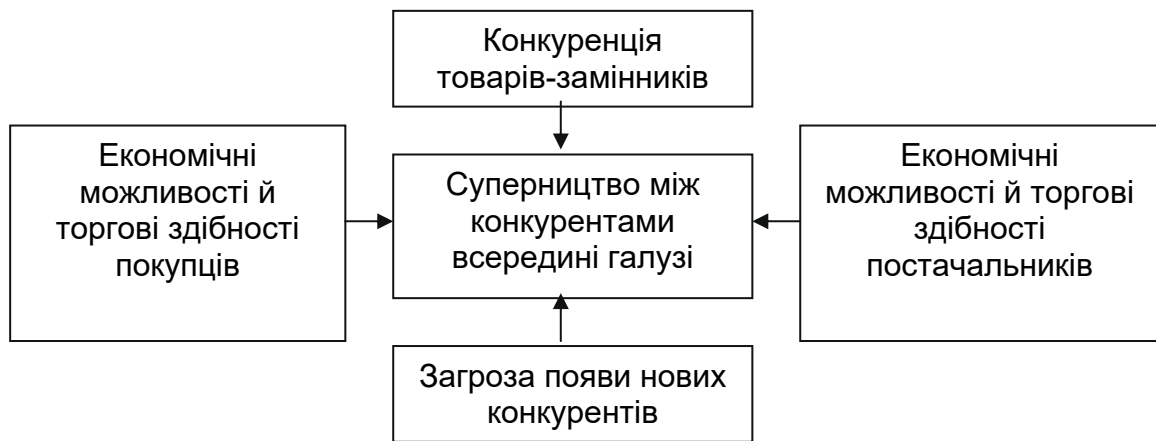 Конкуренція
товарів-замінників
Економічні
можливості й
торгові здібності
покупців
Суперництво між
конкурентами
всередині галузі
Економічні
можливості й торгові
здібності
постачальників
Загроза появи нових
конкурентів